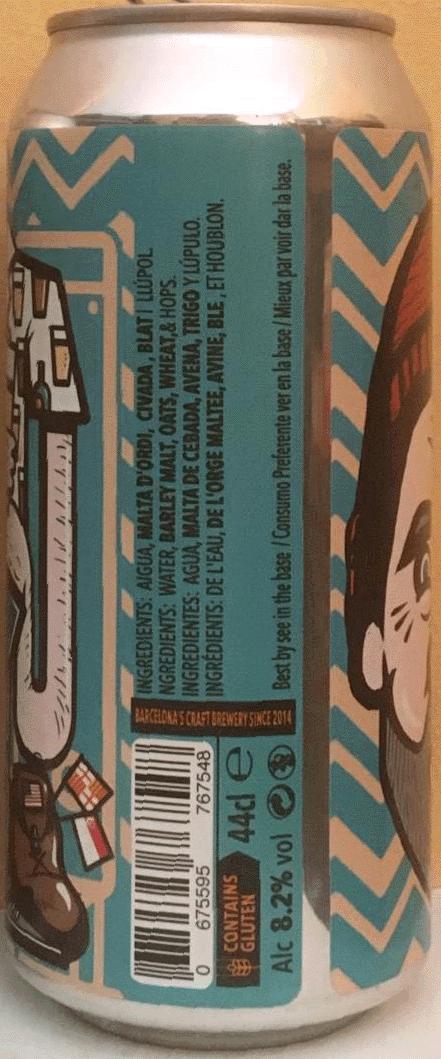 INGREDIENTS: AIGUA, MALTA D'ORDI, CIVADA, BLAT I LLÚPOL
NGREDIENTS: WATER, BARLEY MALT, OATS, WHEAT,& HOPS.
INGREDIENTES: AGUA, MALTA DE CEBADA, AVENA, TRIGO Y LÚPULO.
INGRÉDIENTS: DE L'EAU, DE L'ORGE MALTEE, AVINE, BLE, ET HOUBLON.
Best by see in the base / Consumo Preferente ver en la base / Mieux par voir dar la base.
BARCELONA'S CRAFT BREWERY SINCE 2014
0 675595 767548
CONTAINS
GLUTEN
44cl e
Alc 8.2% vol